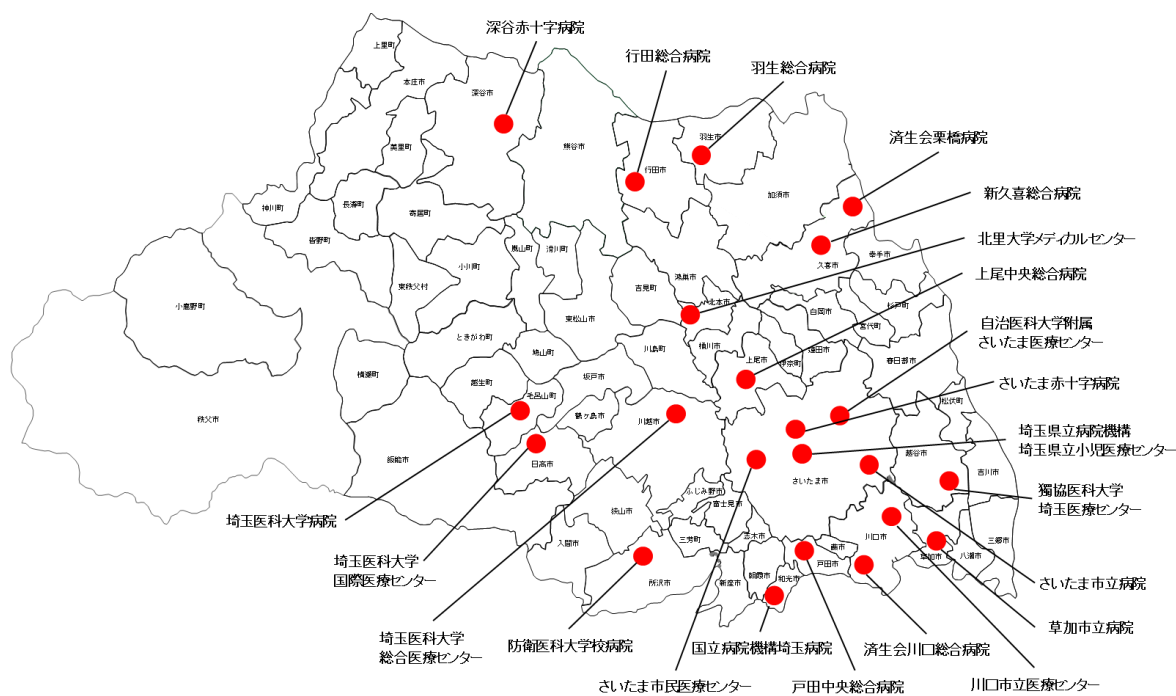 深谷赤十字病院
行田総合病院
羽生総合病院
済生会栗橋病院
新久喜総合病院
北里大学メディカルセンター
上尾中央総合病院
自治医科大学附属
さいたま医療センター
さいたま赤十字病院
埼玉県立病院機構
埼玉県立小児医療センター
獨協医科大学
埼玉医療センター
さいたま市立病院
草加市立病院
川口市立医療センター
済生会川口総合病院
戸田中央総合病院
国立病院機構埼玉病院
さいたま市民医療センター
防衛医科大学校病院
埼玉医科大学
総合医療センター
埼玉医科大学
国際医療センター
埼玉医科大学病院
上里町
本庄市
深谷市
美里町
熊谷市
行田市
羽生市
加須市
神川町
長瀞町
寄居町
皆野町
小鹿野町
東秩父村
小川町
嵐山町
滑川町
吉見町
鴻巣市
北本市
久喜市
幸手市
杉戸町
白岡市
宮代町
東松山市
ときがわ町
鳩山町
川島町
桶川市
上尾市
伊奈町
蓮田市
春日部市
横瀬町
越生町
毛呂山町
坂戸市
鶴ヶ島市
川越市
松伏町
秩父市
飯能市
日高市
さいたま市
越谷市
吉川市
狭山市
ふじみ野市
富士見市
入間市
三芳町
志木市
川口市
蕨市
戸田市
草加市
八潮市
三郷市
所沢市
新座市
朝霞市
和光市